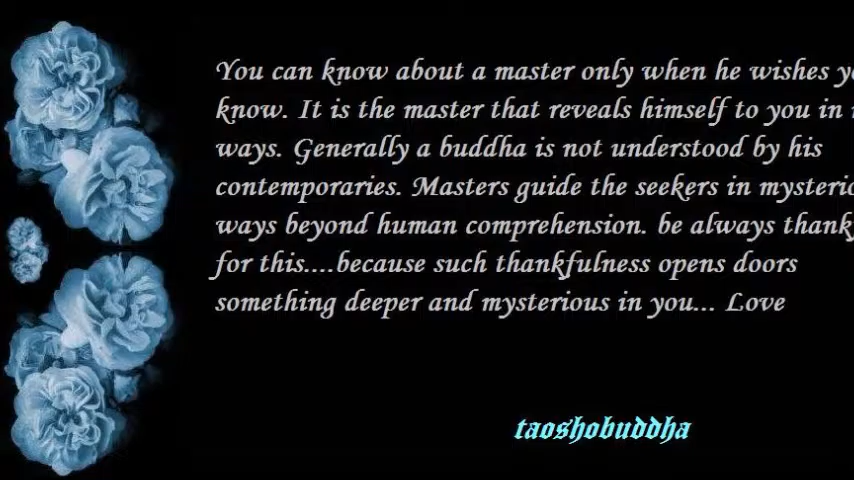 You can know about a master only when he wishes
know. It is the master that reveals himself to you in
ways. Generally a buddha is not understood by his
contemporaries. Masters guide the seekers in
ways beyond human comprehension. be always
for this....because such thankfulness opens doors
something deeper and mysterious in you... Love
taoshobuddha